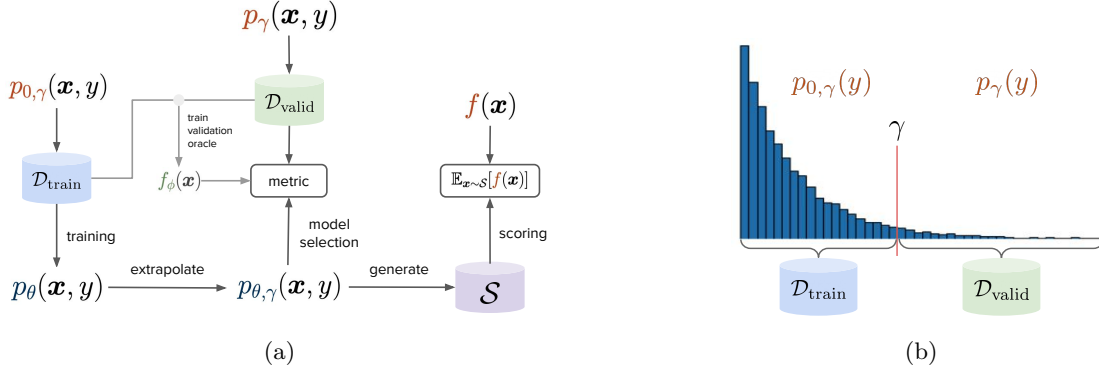 p_γ(x, y)
p_{0,γ}(x, y)
D_valid
train
validation
oracle
f(x)
D_train
f_ϕ(x)
metric
𝔼_{x∼S}[f(x)]
training
model
selection
scoring
p_θ(x, y)
extrapolate
p_{θ,γ}(x, y)
generate
S
(a)
p_{0,γ}(y)
p_γ(y)
γ
D_train
D_valid
(b)